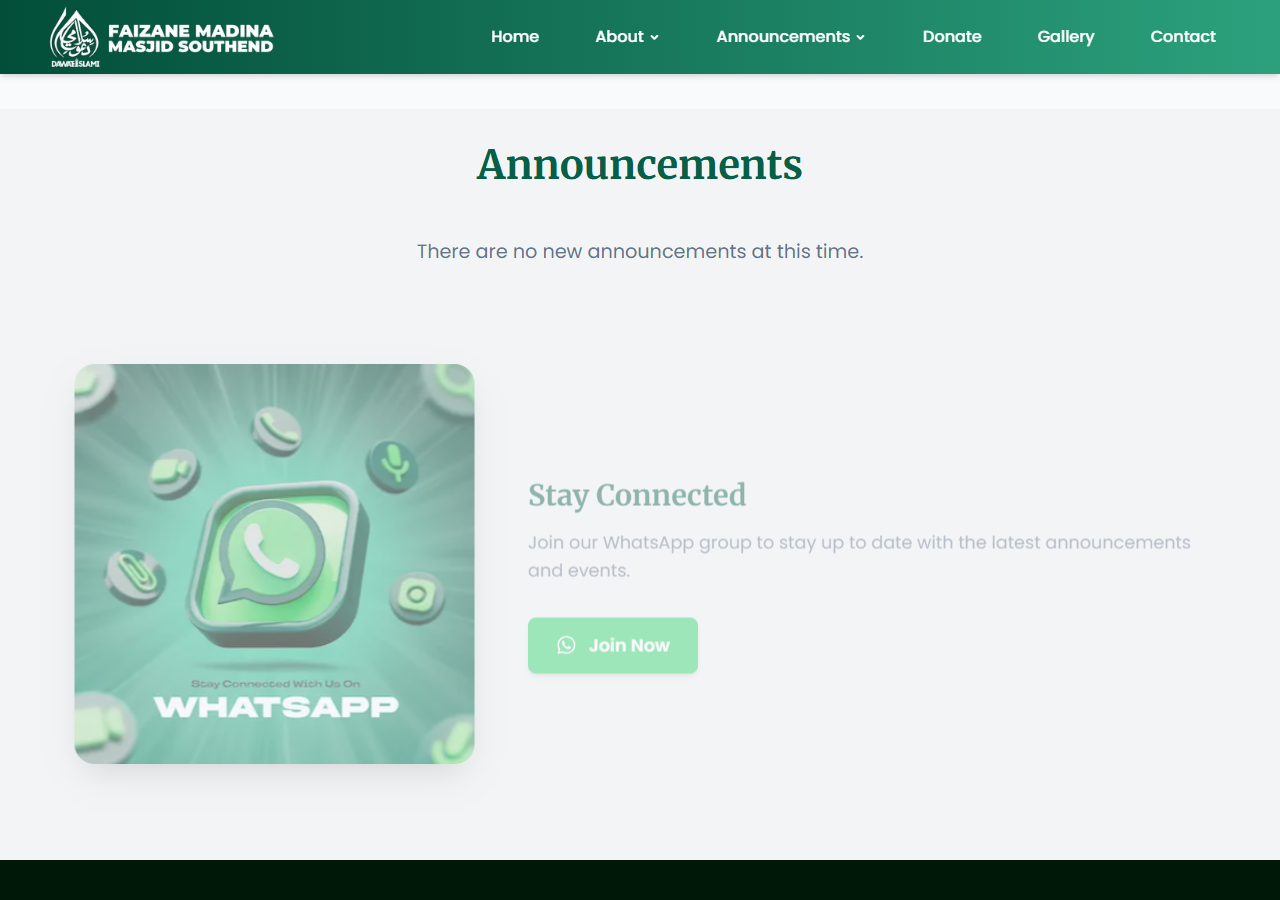 FAIZANE MADINA
MASJID SOUTHEND
DAWATEISLAMI
Home
About
Announcements
Donate
Gallery
Contact
Announcements
There are no new announcements at this time.
Stay Connected With Us On
WHATSAPP
Stay Connected
Join our WhatsApp group to stay up to date with the latest announcements
and events.
Join Now